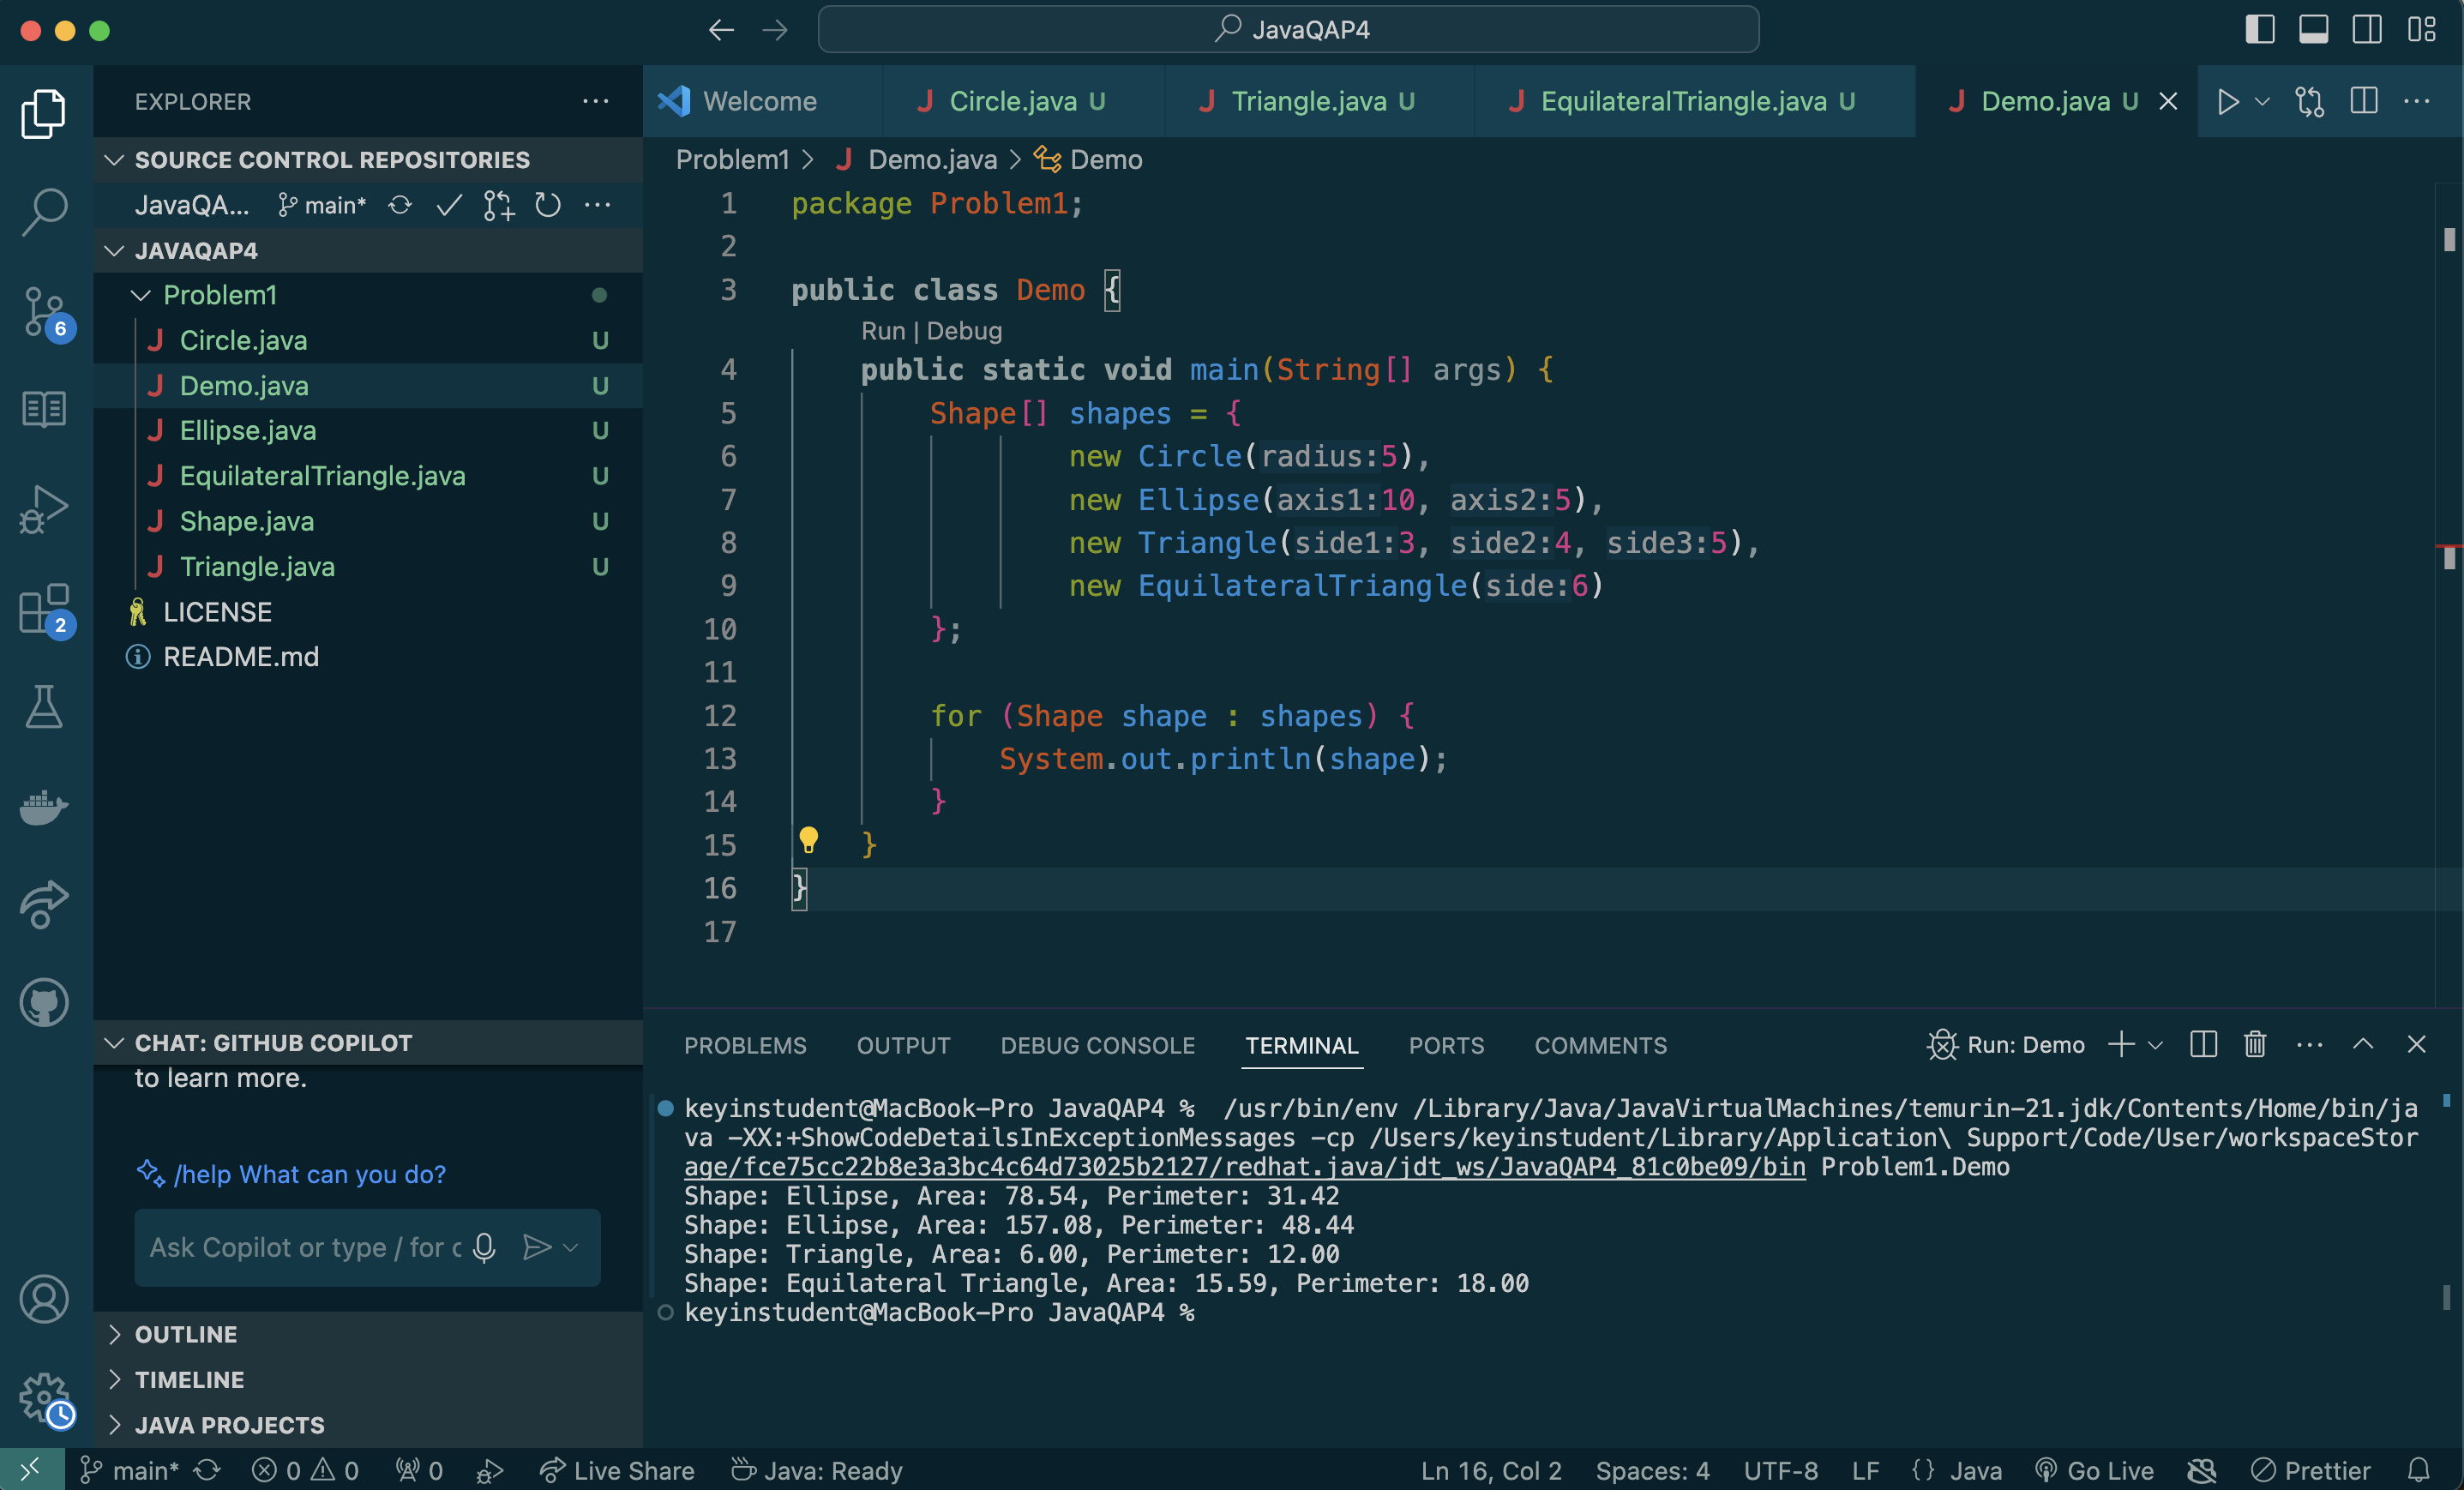 JavaQAP4
EXPLORER
SOURCE CONTROL REPOSITORIES
JavaQA... main*
JAVAQAP4
Problem1
Circle.java U
Demo.java U
Ellipse.java U
EquilateralTriangle.java U
Shape.java U
Triangle.java U
LICENSE
README.md
6
2
CHAT: GITHUB COPILOT
to learn more.
/help What can you do?
Ask Copilot or type / for c
OUTLINE
TIMELINE
JAVA PROJECTS
Welcome Circle.java U Triangle.java U EquilateralTriangle.java U Demo.java U
Problem1 > Demo.java > Demo
1 package Problem1;
2
3 public class Demo {
Run | Debug
4 public static void main(String[] args) {
5 Shape[] shapes = {
6 new Circle(radius:5),
7 new Ellipse(axis1:10, axis2:5),
8 new Triangle(side1:3, side2:4, side3:5),
9 new EquilateralTriangle(side:6)
10 };
11
12 for (Shape shape : shapes) {
13 System.out.println(shape);
14 }
15 }
16 }
17
PROBLEMS OUTPUT DEBUG CONSOLE TERMINAL PORTS COMMENTS Run: Demo
keyinstudent@MacBook-Pro JavaQAP4 % /usr/bin/env /Library/Java/JavaVirtualMachines/temurin-21.jdk/Contents/Home/bin/ja
va -XX:+ShowCodeDetailsInExceptionMessages -cp /Users/keyinstudent/Library/Application\ Support/Code/User/workspaceStor
age/fce75cc22b8e3a3bc4c64d73025b2127/redhat.java/jdt_ws/JavaQAP4_81c0be09/bin Problem1.Demo
Shape: Ellipse, Area: 78.54, Perimeter: 31.42
Shape: Ellipse, Area: 157.08, Perimeter: 48.44
Shape: Triangle, Area: 6.00, Perimeter: 12.00
Shape: Equilateral Triangle, Area: 15.59, Perimeter: 18.00
keyinstudent@MacBook-Pro JavaQAP4 %
main* 0 0 0 Live Share Java: Ready Ln 16, Col 2 Spaces: 4 UTF-8 LF {} Java Go Live Prettier